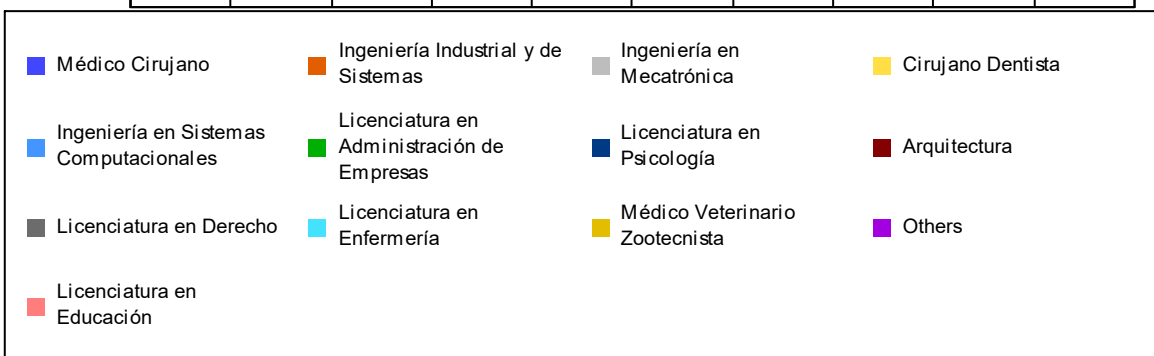 Médico Cirujano
Ingeniería Industrial y de
Sistemas
Ingeniería en
Mecatrónica
Cirujano Dentista
Ingeniería en Sistemas
Computacionales
Licenciatura en
Administración de
Empresas
Licenciatura en
Psicología
Arquitectura
Licenciatura en Derecho
Licenciatura en
Enfermería
Médico Veterinario
Zootecnista
Others
Licenciatura en
Educación